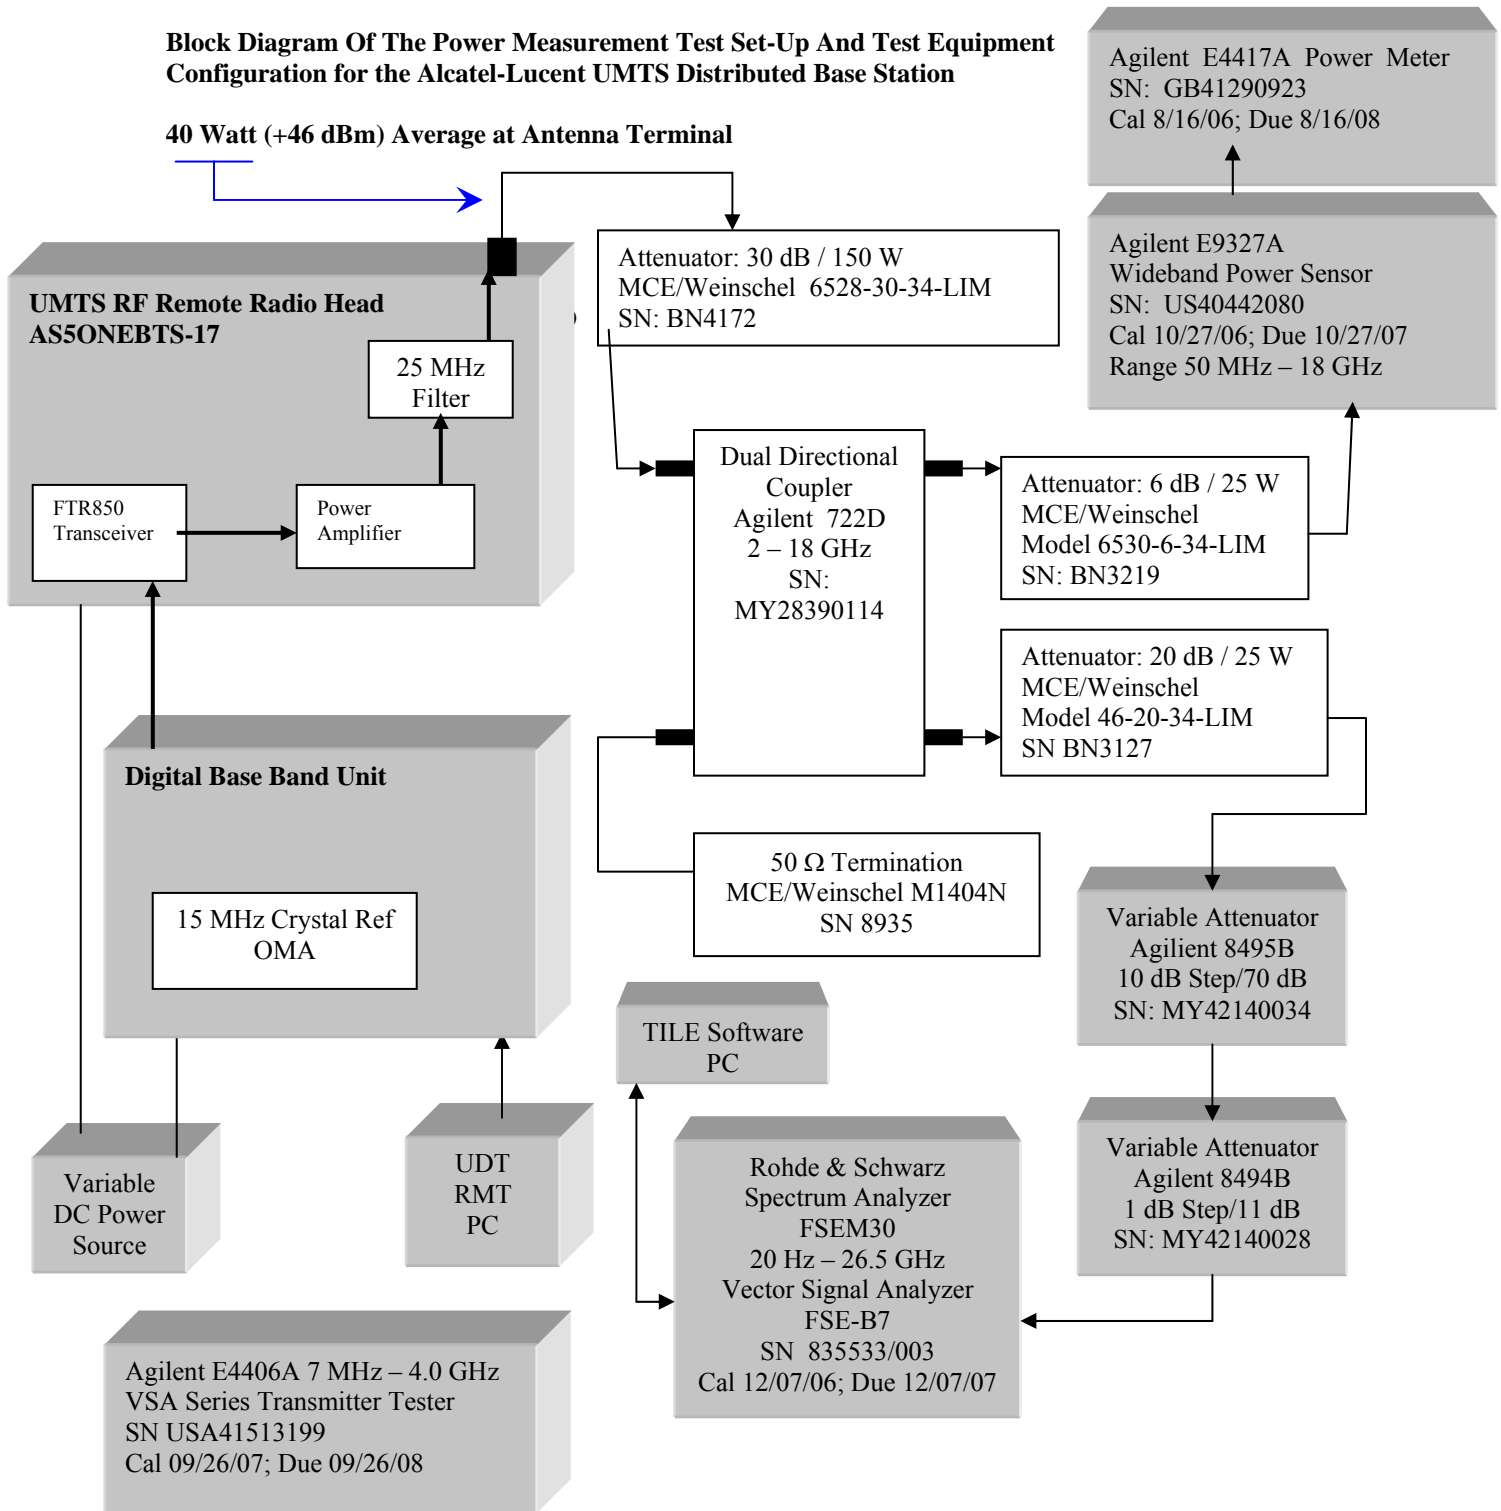 Block Diagram Of The Power Measurement Test Set-Up And Test Equipment
Configuration for the Alcatel-Lucent UMTS Distributed Base Station
40 Watt (+46 dBm) Average at Antenna Terminal
Agilent E4417A Power Meter
SN: GB41290923
Cal 8/16/06; Due 8/16/08
Agilent E9327A
Wideband Power Sensor
SN: US40442080
Cal 10/27/06; Due 10/27/07
Range 50 MHz – 18 GHz
Attenuator: 30 dB / 150 W
MCE/Weinschel 6528-30-34-LIM
SN: BN4172
UMTS RF Remote Radio Head
AS5ONEBTS-17
25 MHz
Filter
FTR850
Transceiver
Power
Amplifier
Dual Directional
Coupler
Agilent 722D
2 – 18 GHz
SN:
MY28390114
Attenuator: 6 dB / 25 W
MCE/Weinschel
Model 6530-6-34-LIM
SN: BN3219
Attenuator: 20 dB / 25 W
MCE/Weinschel
Model 46-20-34-LIM
SN BN3127
Digital Base Band Unit
15 MHz Crystal Ref
OMA
50 Ω Termination
MCE/Weinschel M1404N
SN 8935
Variable Attenuator
Agilient 8495B
10 dB Step/70 dB
SN: MY42140034
TILE Software
PC
Variable Attenuator
Agilent 8494B
1 dB Step/11 dB
SN: MY42140028
Variable
DC Power
Source
UDT
RMT
PC
Rohde & Schwarz
Spectrum Analyzer
FSEM30
20 Hz – 26.5 GHz
Vector Signal Analyzer
FSE-B7
SN 835533/003
Cal 12/07/06; Due 12/07/07
Agilent E4406A 7 MHz – 4.0 GHz
VSA Series Transmitter Tester
SN USA41513199
Cal 09/26/07; Due 09/26/08